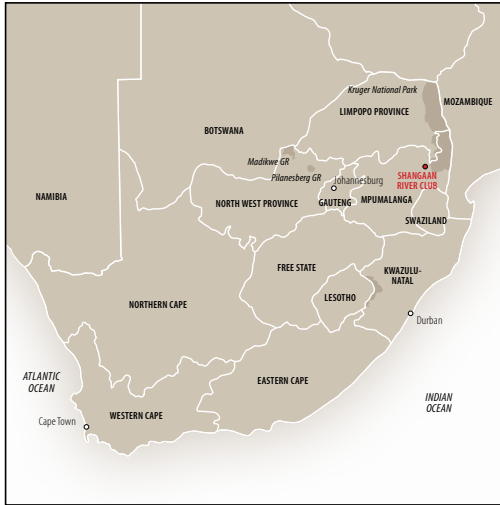 Kruger National Park
MOZAMBIQUE
LIMPOPO PROVINCE
BOTSWANA
Madikwe GR
Pilanesberg GR
Johannesburg
SHANGAAN
RIVER CLUB
NAMIBIA
NORTH WEST PROVINCE
GAUTENG
MPUMALANGA
SWAZILAND
FREE STATE
KWAZULU-
NATAL
LESOTHO
NORTHERN CAPE
Durban
ATLANTIC
OCEAN
EASTERN CAPE
INDIAN
OCEAN
WESTERN CAPE
Cape Town